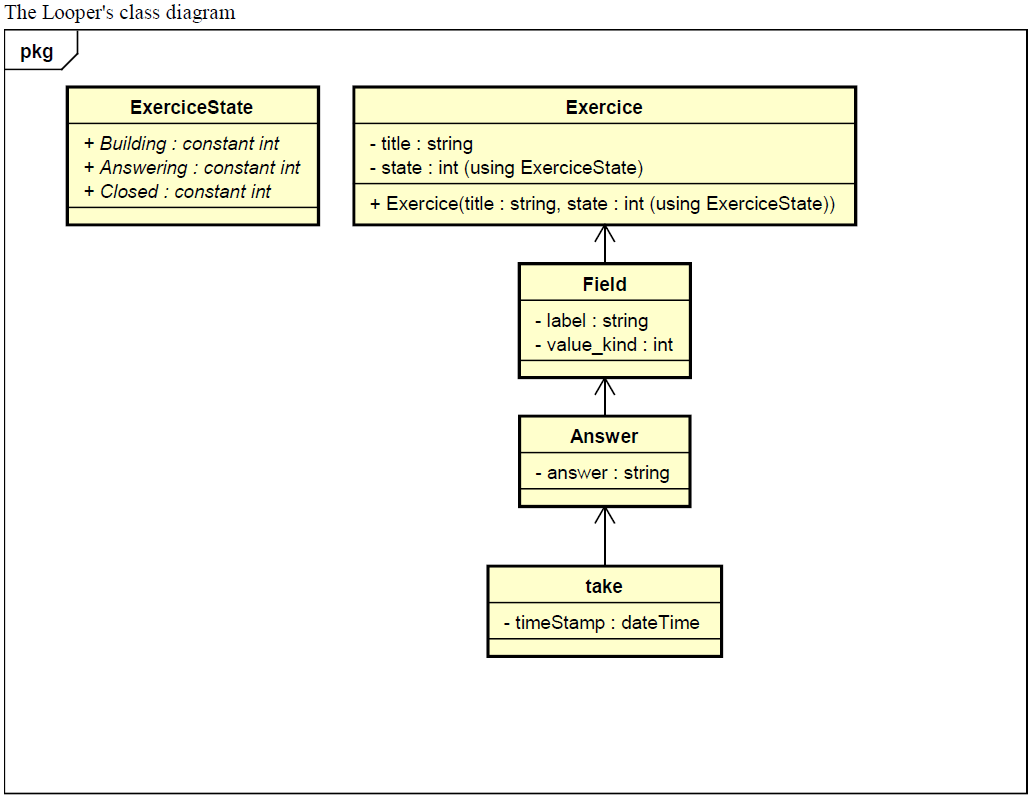 The Looper's class diagram
pkg
ExerciceState
+ Building : constant int
+ Answering : constant int
+ Closed : constant int
Exercice
- title : string
- state : int (using ExerciceState)
+ Exercice(title : string, state : int (using ExerciceState))
Field
- label : string
- value_kind : int
Answer
- answer : string
take
- timeStamp : dateTime